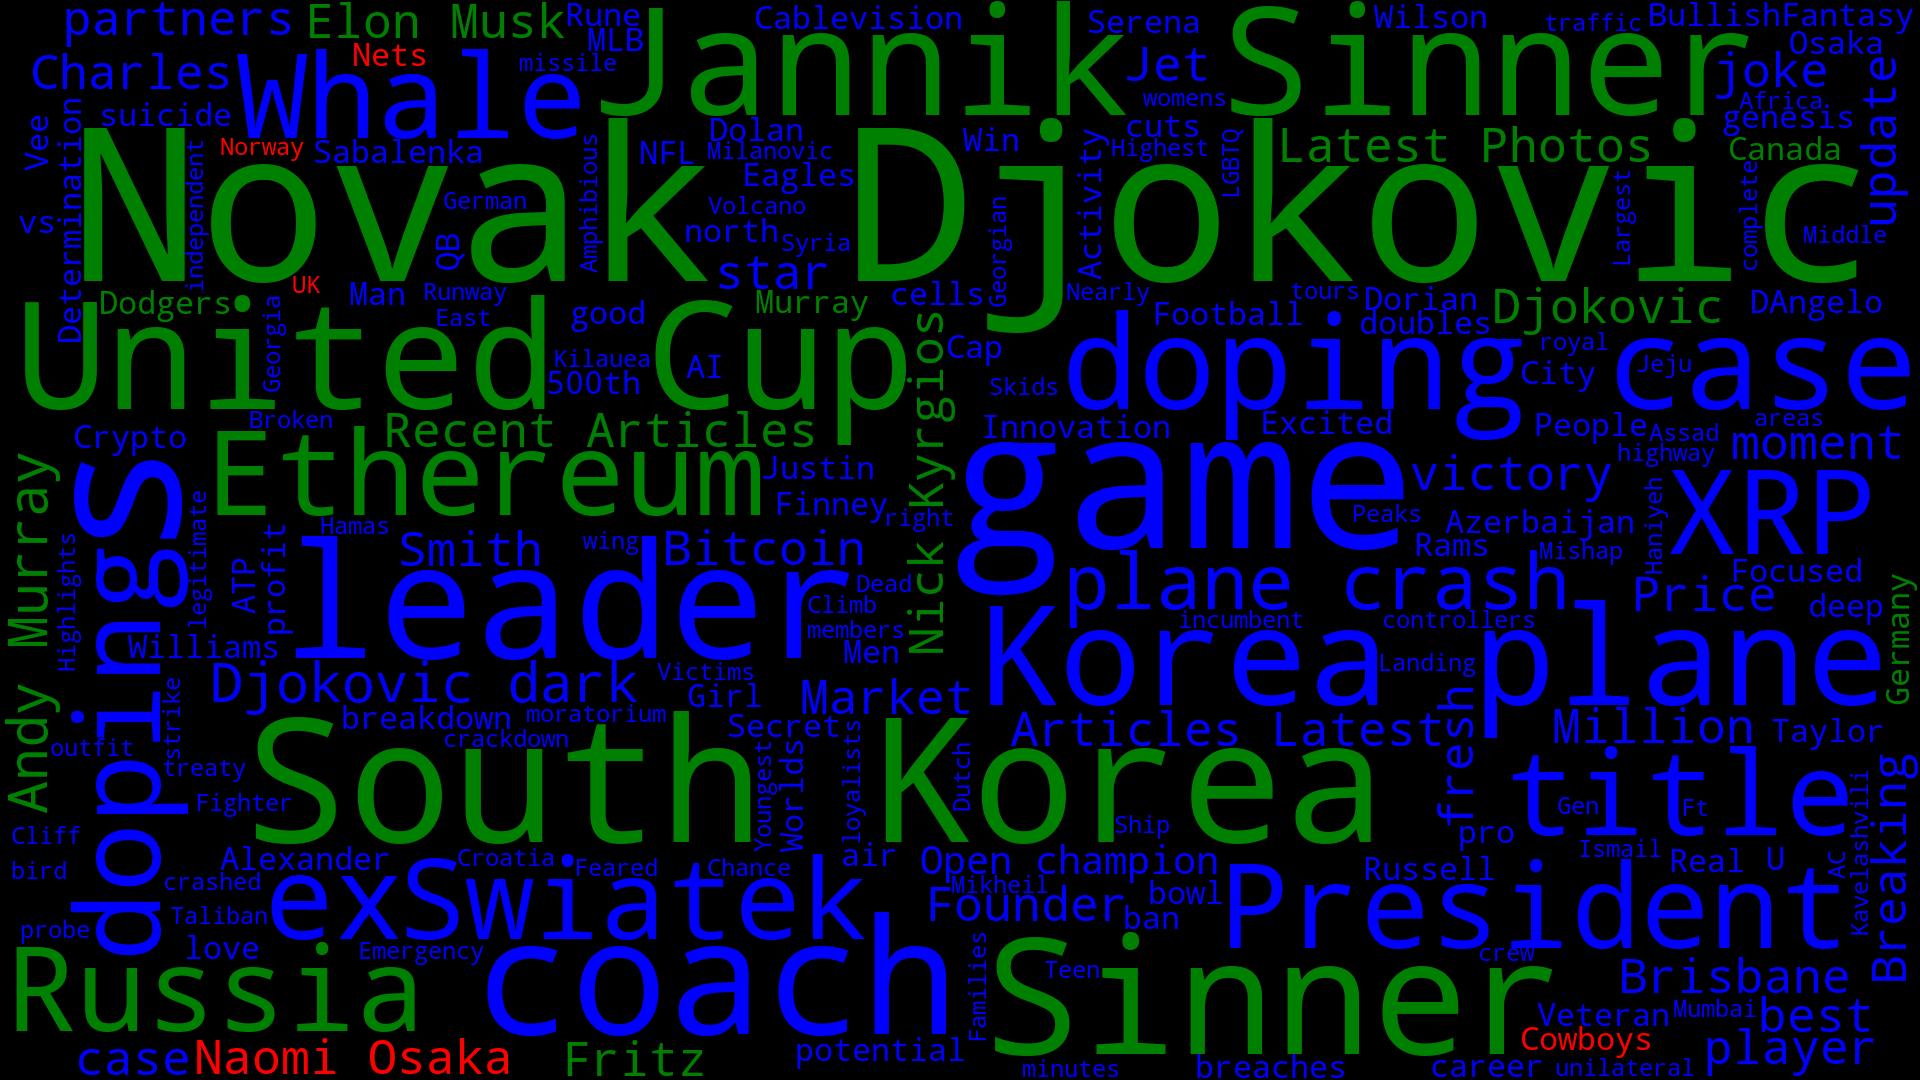 partners
Elon Musk
Rune
Cablevision
Serena
Wilson
traffic
BullishFantasy
Nets
MLB
Jannik Sinner
Osaka
Charles
Whale
missile
Jet
joke
womens
Africa
update
suicide
Vee
Determination
Norway
Sabalenka
independent
Amphibious
NFL
Dolan
Milanovic
Win
cuts
Highest
LGBTQ
Latest Photos
genesis
Canada
Novak Djokovic
Eagles
vs
German
QB
Volcano
north
Syria
Georgian
Activity
Largest
complete
Middle
star
UK
Dodgers
Man
Runway
East
good
Murray
cells
Nearly
tours
Dorian
Djokovic
DAngelo
United Cup
Georgia
Football
doubles
Kilauea
500th
AI
Cap
doping case
royal
Jeju
City
Skids
Broken
Recent Articles
Nick Kyrgios
Innovation
Excited
People
Assad
areas
Crypto
Ethereum
Justin
game
victory
highway
moment
Andy Murray
Sgnipod
Finney
right
Peaks
Azerbaijan
Haniyeh
XRP
Hamas
legitimate
Highlights
ATP
profit
Smith
wing
Bitcoin
Rams
Mishap
leader
Dead
plane crash
Focused
Germany
Climb
Price
deep
members
incumbent
controllers
Williams
Men
Korea
Landing
plane
Djokovic dark
Victims
Girl
Market
fresh
strike
breakdown
moratorium
Secret
Articles Latest
Million
Taylor
outfit
crackdown
South Korea
Youngest
Worlds
loyalists
Dutch
Breaking
treaty
title
Fighter
Gen
Ft
Cliff
Ship
pro
bird
Alexander
Croatia
Feared
Chance
air
Open champion
Ismail
Real U
AC
Kavelashvili
crashed
exSwiatek
Mikheil
bowl
Russell
Taliban
Founder
ban
President
probe
love
Emergency
coach
Families
crew
Russia
Sinner
Teen
Brisbane
Veteran
Mumbai
best
case
Naomi Osaka
Fritz
potential
Cowboys
player
minutes
breaches
career
unilateral